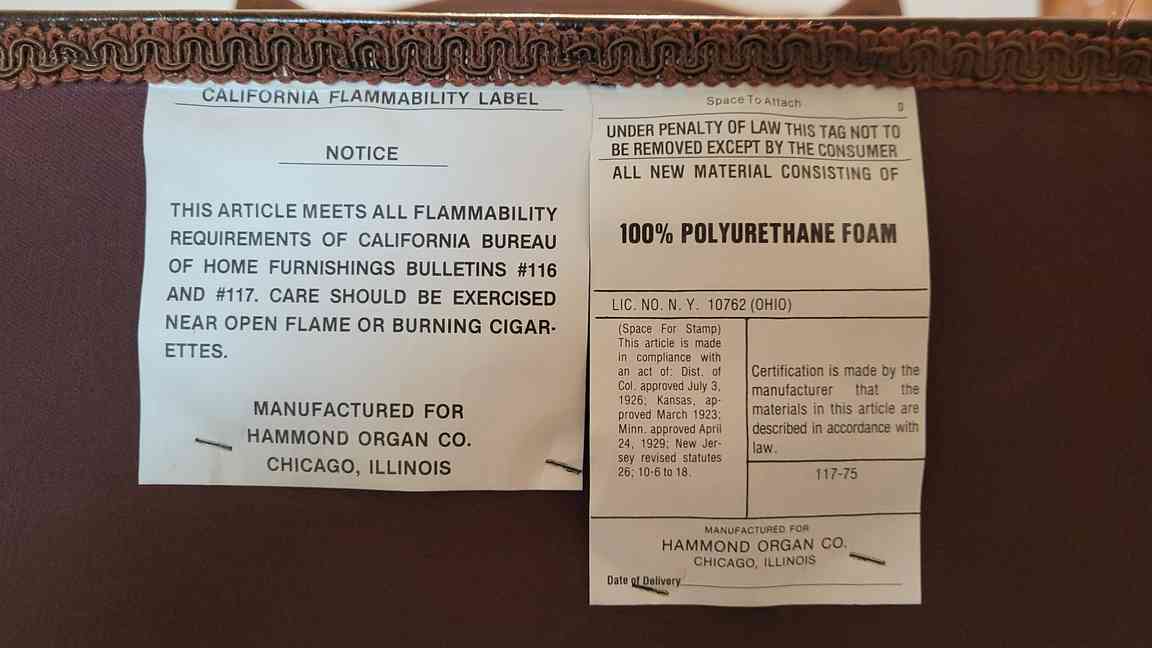 CALIFORNIA FLAMMABILITY LABEL
NOTICE
THIS ARTICLE MEETS ALL FLAMMABILITY
REQUIREMENTS OF CALIFORNIA BUREAU
OF HOME FURNISHINGS BULLETINS #116
AND #117. CARE SHOULD BE EXERCISED
NEAR OPEN FLAME OR BURNING CIGAR-
ETTES.
MANUFACTURED FOR
HAMMOND ORGAN CO.
CHICAGO, ILLINOIS
Space To Attach
UNDER PENALTY OF LAW THIS TAG NOT TO
BE REMOVED EXCEPT BY THE CONSUMER
ALL NEW MATERIAL CONSISTING OF
100% POLYURETHANE FOAM
LIC. NO. N. Y. 10762 (OHIO)
(Space For Stamp)
This article is made
in compliance with
an act of: Dist. of
Col. approved July 3,
1926; Kansas, ap-
proved March 1923;
Minn. approved April
24, 1929; New Jer-
sey revised statutes
26; 10-6 to 18.
Certification is made by the
manufacturer that the
materials in this article are
described in accordance with
law.
117-75
MANUFACTURED FOR
HAMMOND ORGAN CO.
CHICAGO, ILLINOIS
Date of Delivery